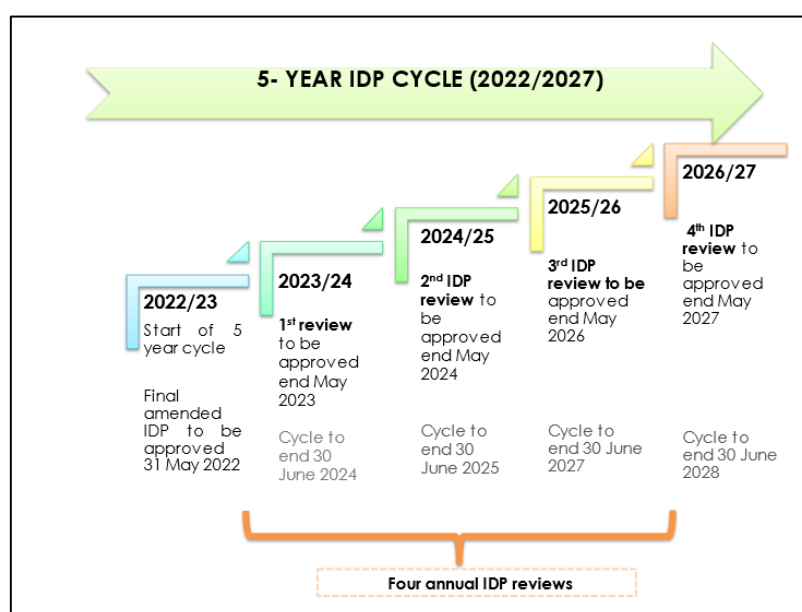 5- YEAR IDP CYCLE (2022/2027)
2022/23
Start of 5
year cycle
Final
amended
IDP to be
approved
31 May 2022
2023/24
1st review
to be
approved
end May
2023
Cycle to
end 30
June 2024
2024/25
2nd IDP
review to
be
approved
end May
2024
Cycle to
end 30
June 2025
2025/26
3rd IDP
review to be
approved
end May
2026
Cycle to
end 30 June
2027
2026/27
4th IDP
review to
be
approved
end May
2027
Cycle to
end 30 June
2028
Four annual IDP reviews